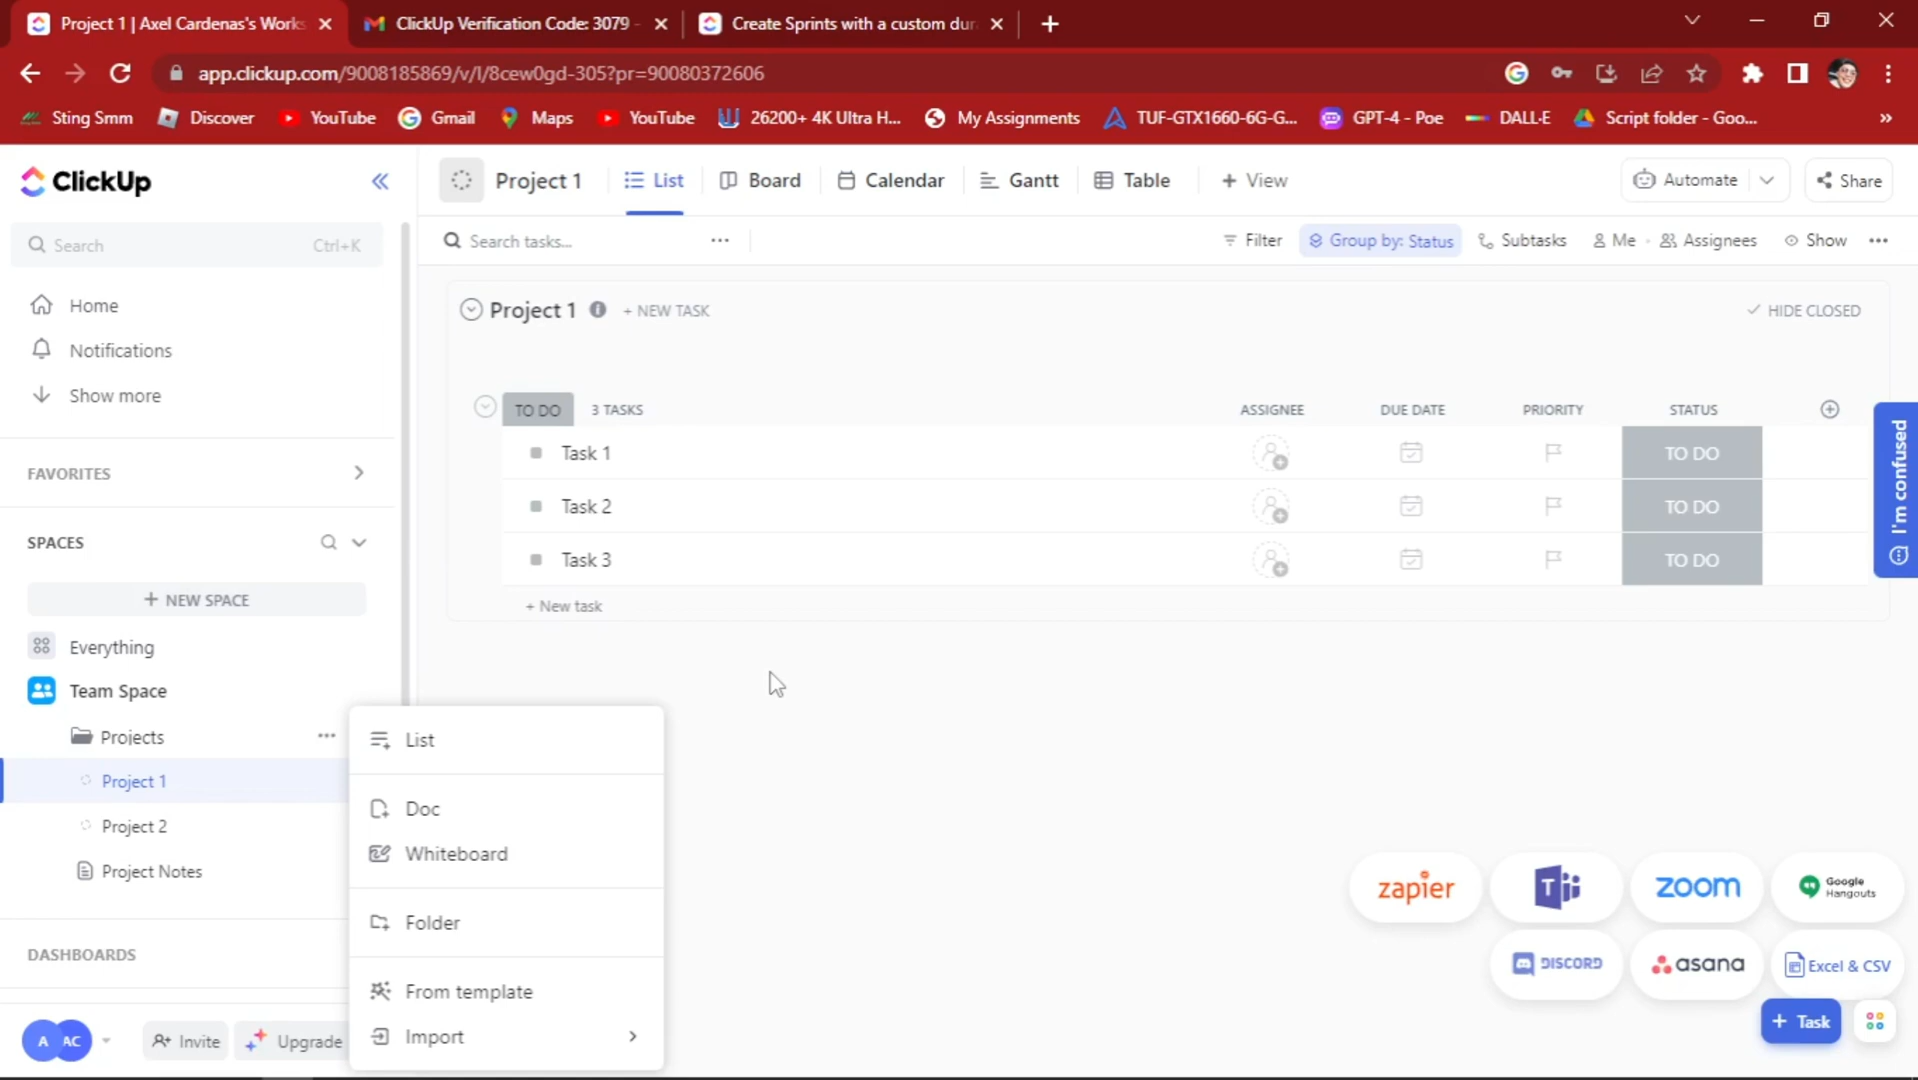 Project 1 | Axel Cardenas's Works
ClickUp Verification Code: 3079 -
Create Sprints with a custom dur
app.clickup.com/9008185869/v/l/8cew0gd-305?pr=90080372606
Sting Smm
Discover
YouTube
Gmail
Maps
YouTube
26200+ 4K Ultra H...
My Assignments
TUF-GTX1660-6G-G...
GPT-4 - Poe
DALL·E
Script folder - Goo...
»
ClickUp
Project 1
List
Board
Calendar
Gantt
Table
+ View
Automate
Share
Search
Ctrl+K
Search tasks...
Filter
Group by: Status
Subtasks
Me
Assignees
Show
Home
Notifications
Show more
Project 1
+ NEW TASK
HIDE CLOSED
TO DO
3 TASKS
ASSIGNEE
DUE DATE
PRIORITY
STATUS
Task 1
TO DO
Task 2
TO DO
Task 3
TO DO
+ New task
I'm confused
FAVORITES
SPACES
+ NEW SPACE
Everything
Team Space
Projects
Project 1
Project 2
Project Notes
DASHBOARDS
A
AC
Invite
Upgrade
List
Doc
Whiteboard
Folder
From template
Import
zapier
T
zoom
Google
Hangouts
DISCORD
asana
Excel & CSV
+ Task